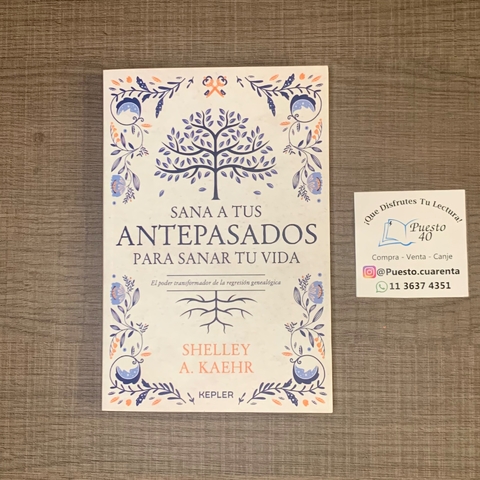 SANA A TUS
ANTEPASADOS
PARA SANAR TU VIDA
El poder transformador de la regresión genealógica
SHELLEY
A. KAEHR
KEPLER
¡Que Disfrutes Tu Lectura!
Puesto
40
Compra - Venta - Canje
@Puesto.cuarenta
11 3637 4351